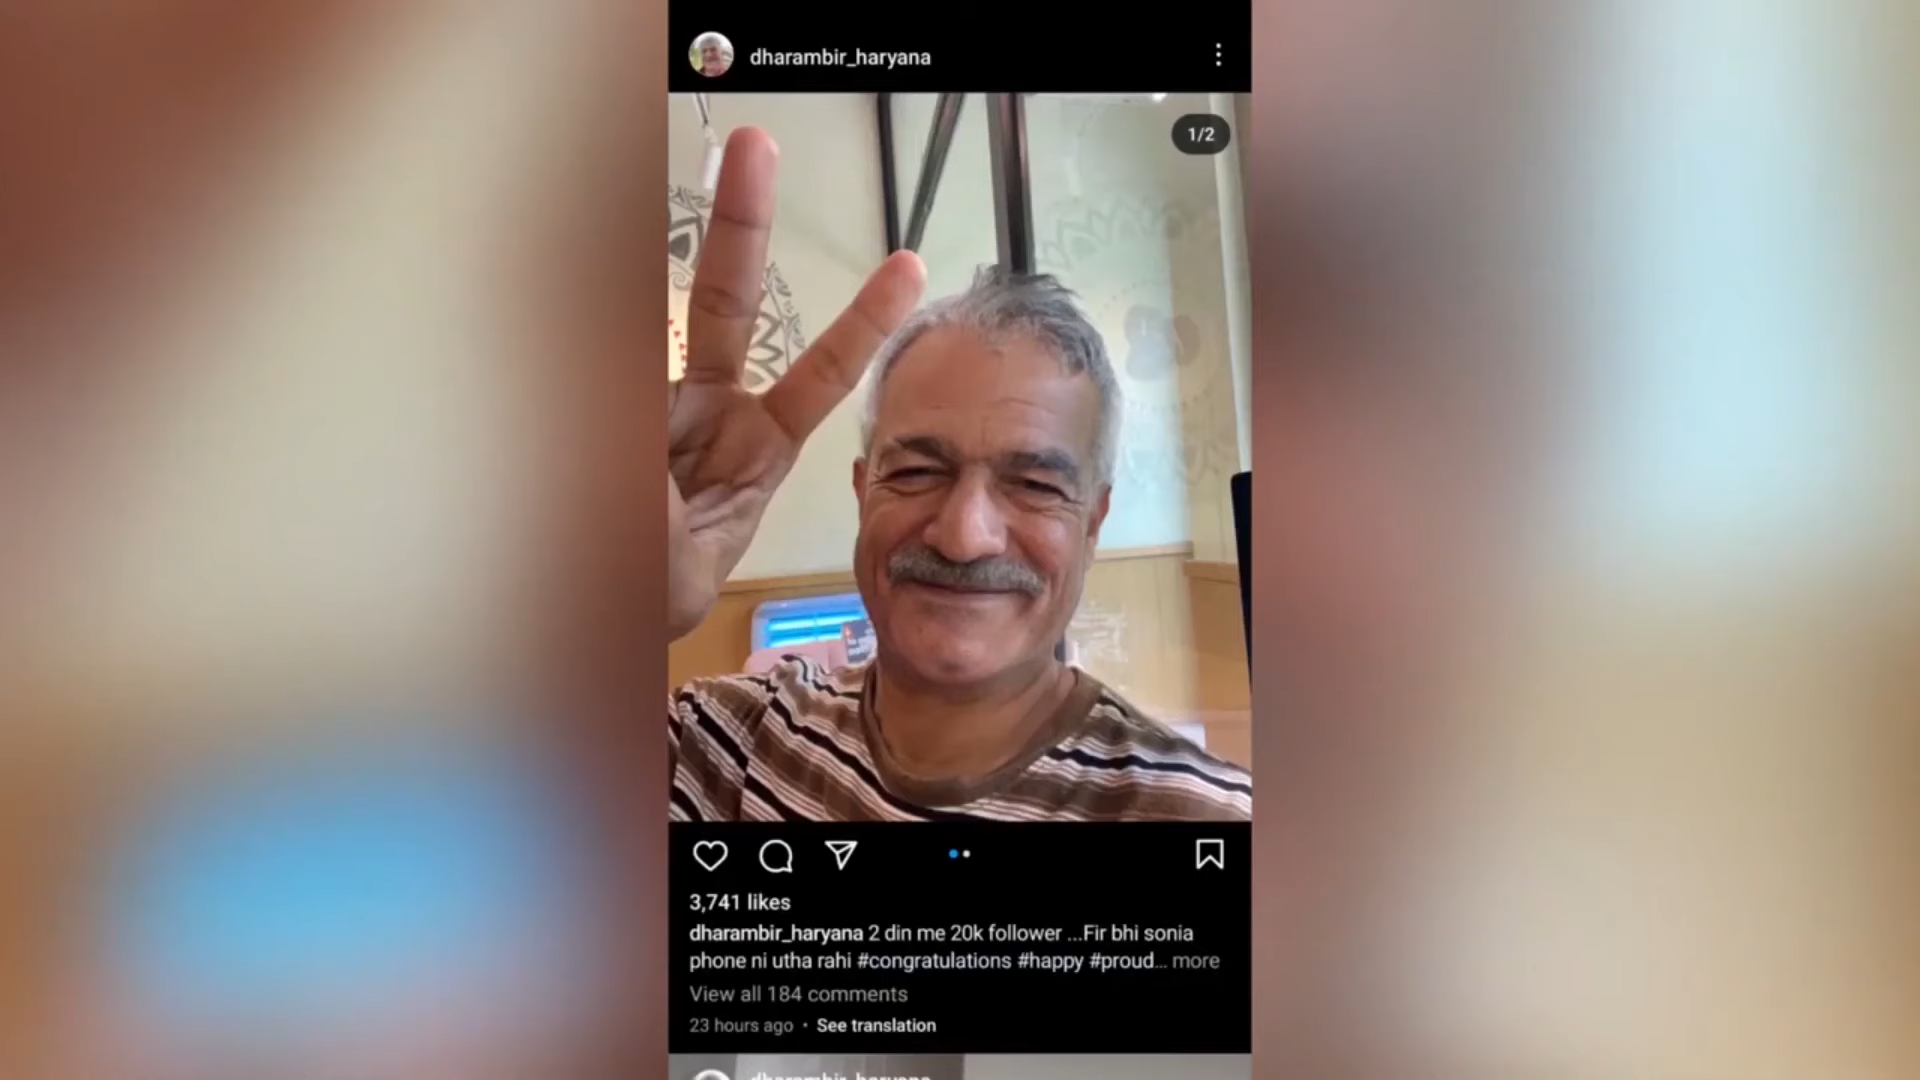 dharambir_haryana
1/2
3,741 likes
dharambir_haryana 2 din me 20k follower ...Fir bhi sonia
phone ni utha rahi #congratulations #happy #proud... more
View all 184 comments
23 hours ago • See translation
dharambir_haryana